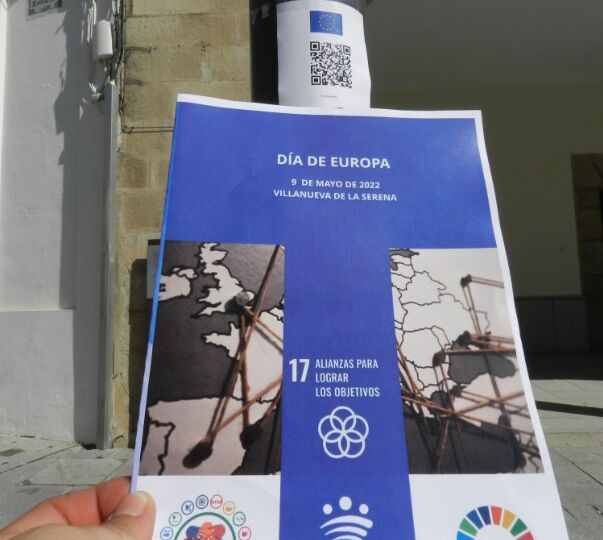 DÍA DE EUROPA
9 DE MAYO DE 2022
VILLANUEVA DE LA SERENA
17 ALIANZAS PARA
LOGRAR
LOS OBJETIVOS